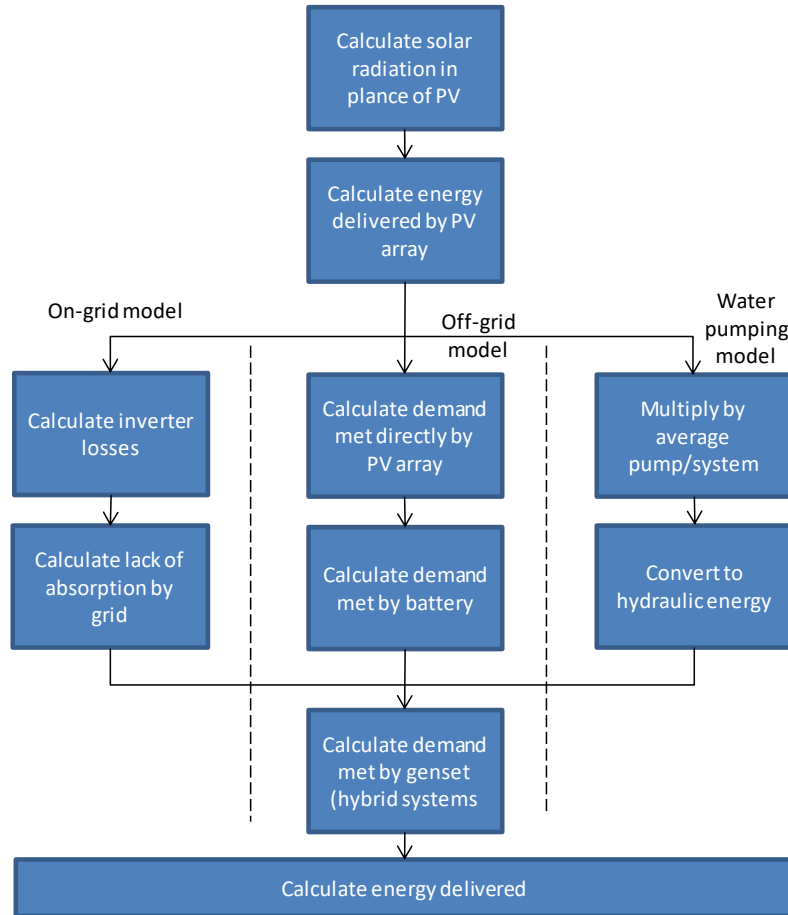 Calculate solar
radiation in
plance of PV
Calculate energy
delivered by PV
array
On-grid model
Off-grid
model
Water
pumping
model
Calculate inverter
losses
Calculate demand
met directly by
PV array
Multiply by
average
pump/system
Calculate lack of
absorption by
grid
Calculate demand
met by battery
Convert to
hydraulic energy
Calculate demand
met by genset
(hybrid systems
Calculate energy delivered